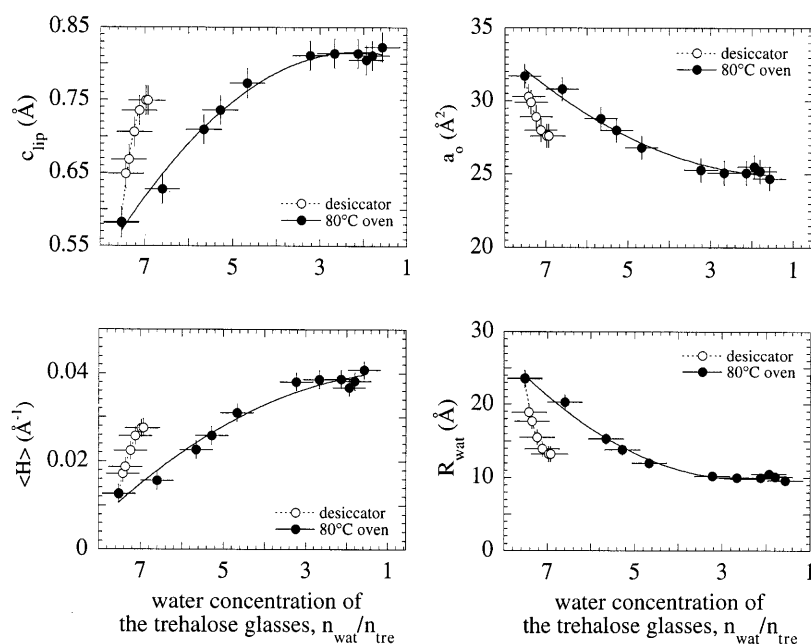 0.85
0.75
0.65
0.55
c_lip (Å)
desiccator
80°C oven
7 5 3 1
35
30
25
20
a_o (Å²)
desiccator
80°C oven
7 5 3 1
0.04
0.02
0
<H> (Å⁻¹)
desiccator
80°C oven
7 5 3 1
water concentration of
the trehalose glasses, n_wat/n_tre
30
20
10
0
R_wat (Å)
desiccator
80°C oven
7 5 3 1
water concentration of
the trehalose glasses, n_wat/n_tre